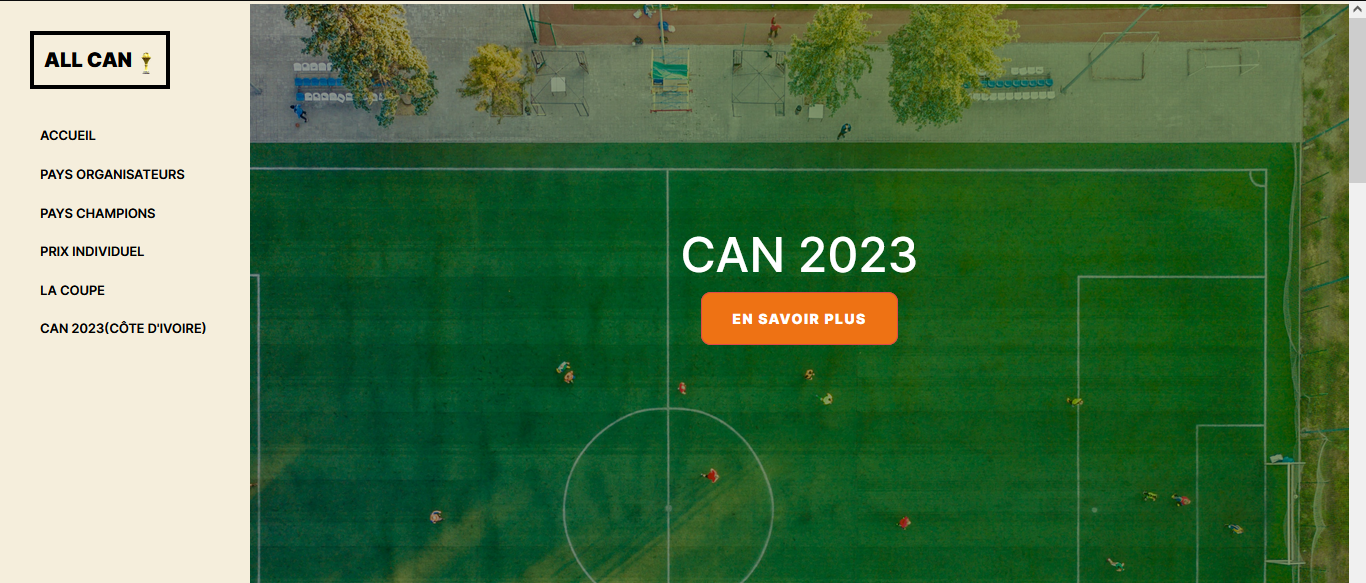 ALL CAN
ACCUEIL
PAYS ORGANISATEURS
PAYS CHAMPIONS
PRIX INDIVIDUEL
LA COUPE
CAN 2023(CÔTE D'IVOIRE)
CAN 2023
EN SAVOIR PLUS